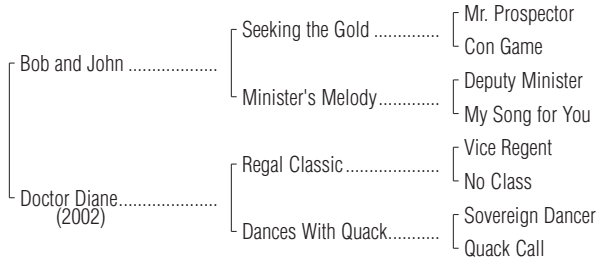 Mr. Prospector
Seeking the Gold ..............
Con Game
Bob and John ...................
Deputy Minister
Minister's Melody.............
My Song for You
Vice Regent
Regal Classic ....................
No Class
Doctor Diane.....................
(2002)
Sovereign Dancer
Dances With Quack...........
Quack Call